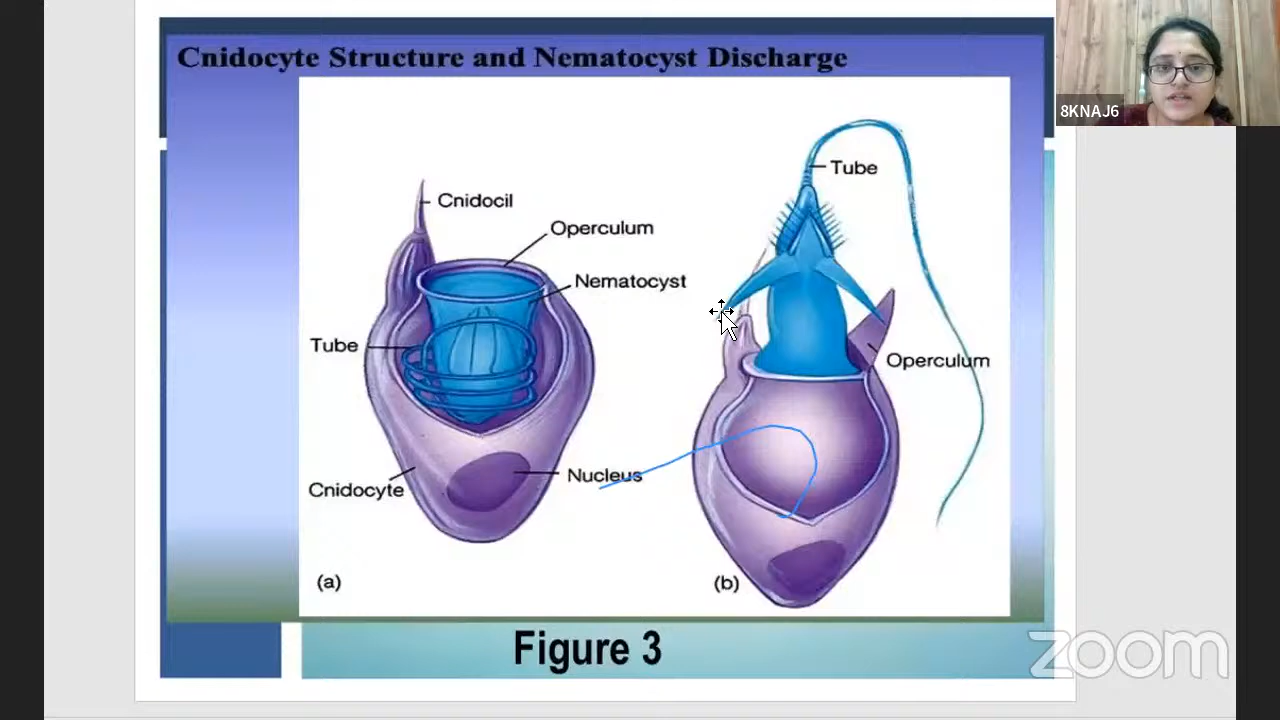 Cnidocyte Structure and Nematocyst Discharge
8KNAJ6
Tube
Cnidocil
Operculum
Nematocyst
Tube
Operculum
Nucleus
Cnidocyte
(a)
(b)
Figure 3
zoom